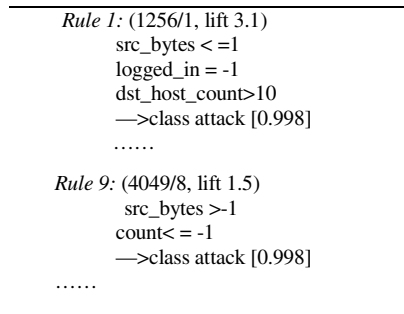 Rule 1: (1256/1, lift 3.1)
src_bytes < =1
logged_in = -1
dst_host_count>10
—>class attack [0.998]
……
Rule 9: (4049/8, lift 1.5)
src_bytes >-1
count< = -1
—>class attack [0.998]
……